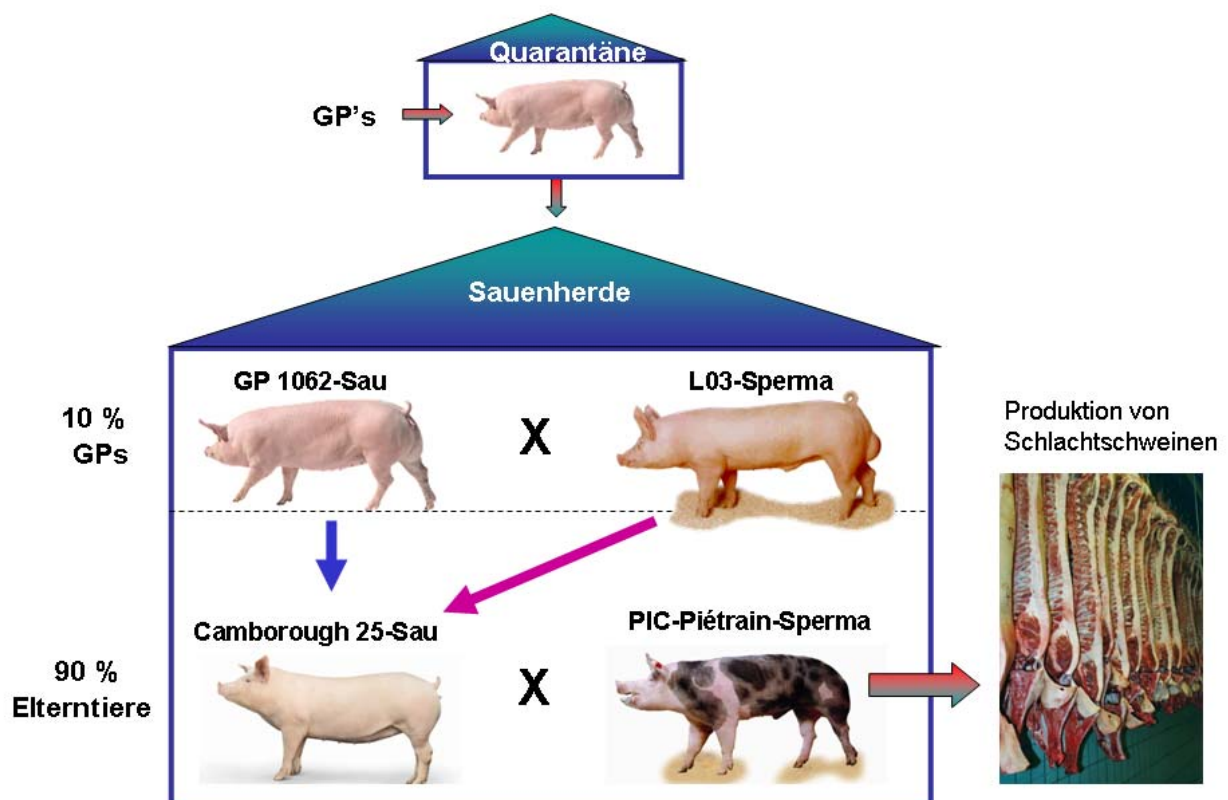 Quarantäne
GP's
Sauenherde
GP 1062-Sau
L03-Sperma
X
10 %
GPs
Produktion von
Schlachtschweinen
Camborough 25-Sau
PIC-Piétrain-Sperma
X
90 %
Elterntiere